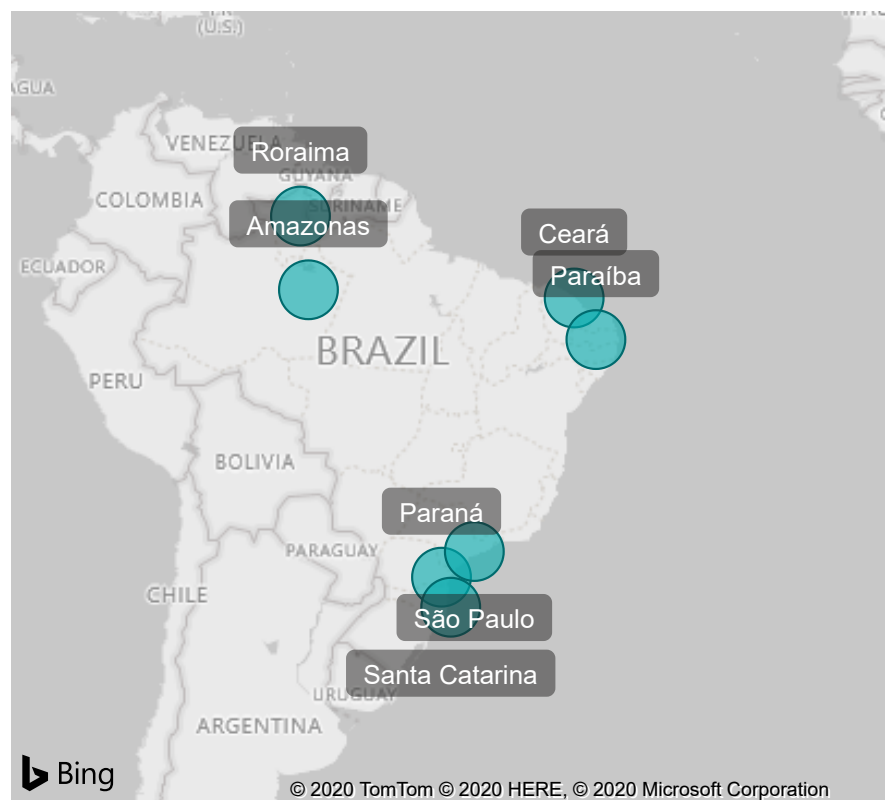 (U.S.)
AGUA
VENEZUELA
Roraima
GUYANA
COLOMBIA
SURINAME
Amazonas
Ceará
ECUADOR
Paraíba
BRAZIL
PERU
BOLIVIA
Paraná
PARAGUAY
CHILE
São Paulo
Santa Catarina
URUGUAY
ARGENTINA
Bing
© 2020 TomTom © 2020 HERE, © 2020 Microsoft Corporation